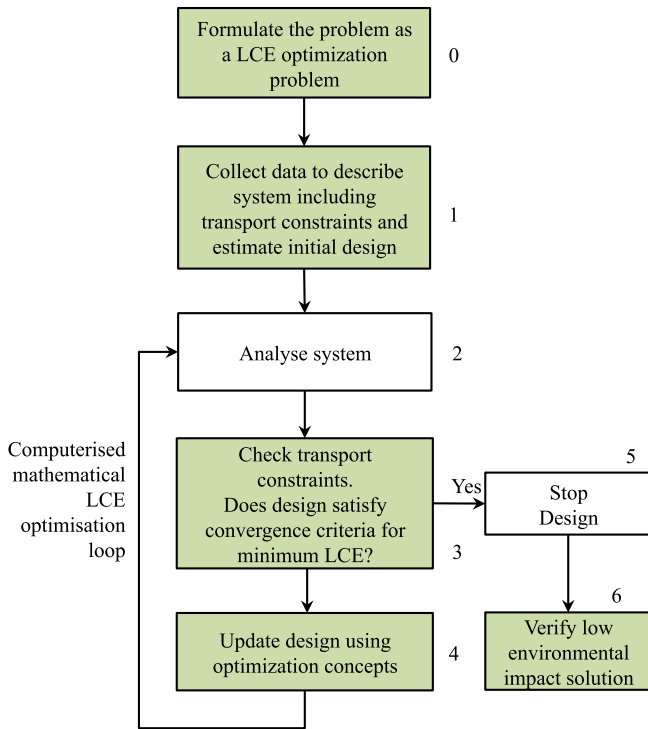 Formulate the problem as
a LCE optimization
problem
0
Collect data to describe
system including
transport constraints and
estimate initial design
1
Analyse system
2
Computerised
mathematical
LCE
optimisation
loop
Check transport
constraints.
Does design satisfy
convergence criteria for
minimum LCE?
3
Yes
5
Stop
Design
Update design using
optimization concepts
4
6
Verify low
environmental
impact solution